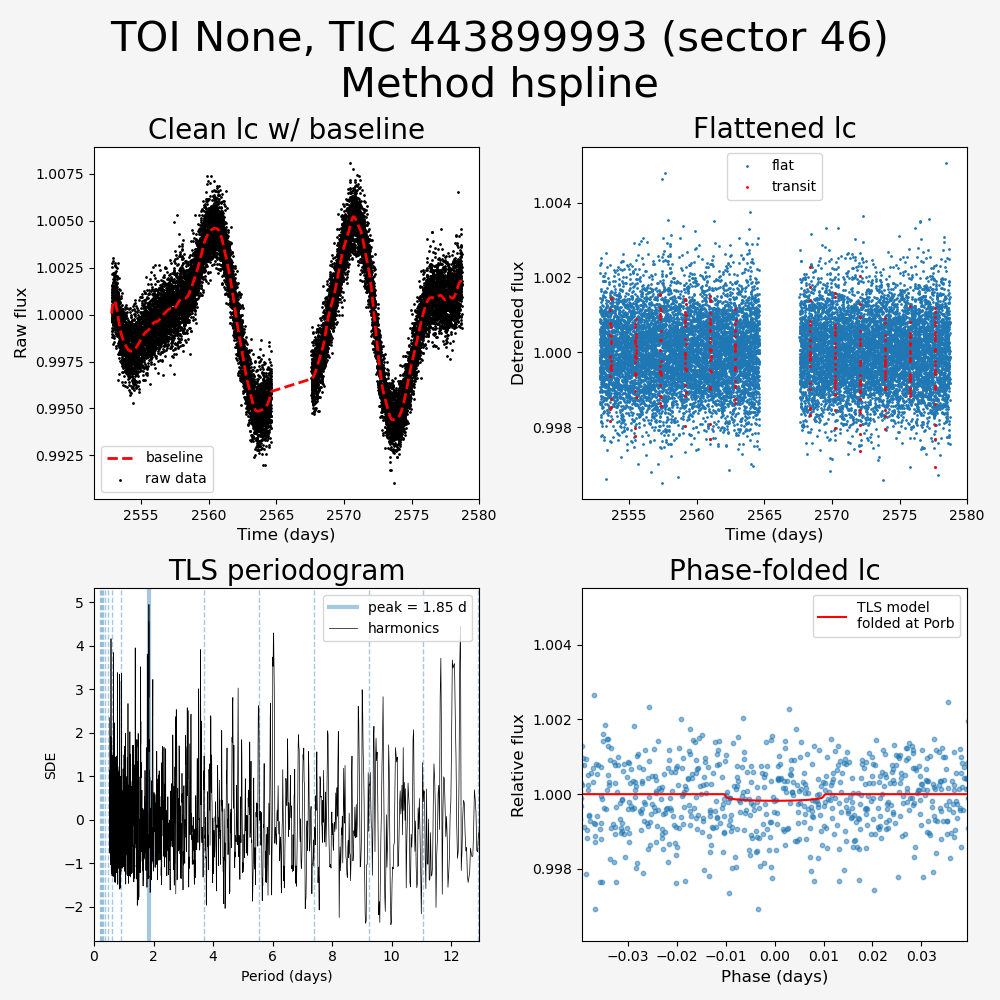 TOI None, TIC 443899993 (sector 46)
Method hspline
Clean lc w/ baseline
Raw flux
1.0075
1.0050
1.0025
1.0000
0.9975
0.9950
0.9925
baseline
raw data
2555
2560
2565
2570
2575
2580
Time (days)
Flattened lc
Detrended flux
1.004
1.002
1.000
0.998
flat
transit
2555
2560
2565
2570
2575
2580
Time (days)
TLS periodogram
SDE
5
4
3
2
1
0
−1
−2
peak = 1.85 d
harmonics
0
2
4
6
8
10
12
Period (days)
Phase-folded lc
Relative flux
1.004
1.002
1.000
0.998
TLS model
folded at Porb
−0.03
−0.02
−0.01
0.00
0.01
0.02
0.03
Phase (days)